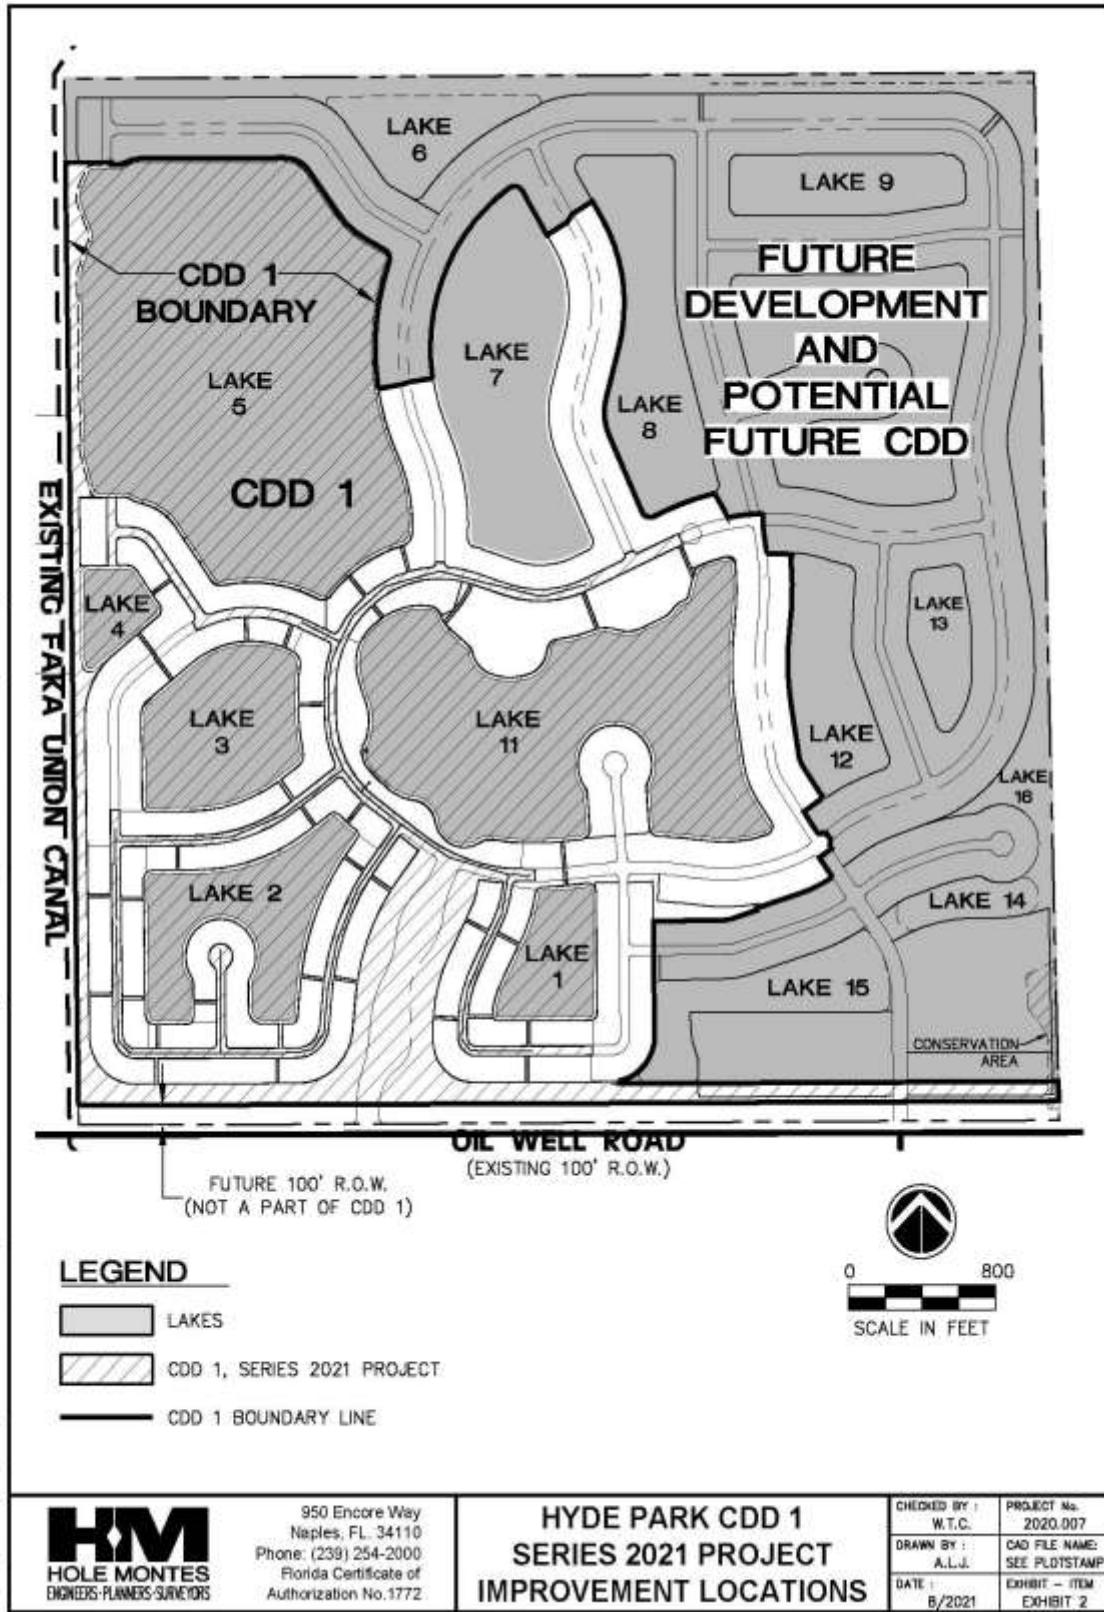 LAKE
6
LAKE 9
CDD 1
BOUNDARY
FUTURE
DEVELOPMENT
AND
POTENTIAL
FUTURE CDD
LAKE
7
LAKE
5
LAKE
8
CDD 1
EXISTING FAKA UNION CANAL
LAKE
4
LAKE
13
LAKE
3
LAKE
11
LAKE
12
LAKE
16
LAKE 2
LAKE 14
LAKE
1
LAKE 15
CONSERVATION
AREA
OIL WELL ROAD
(EXISTING 100' R.O.W.)
FUTURE 100' R.O.W.
(NOT A PART OF CDD 1)
LEGEND
LAKES
CDD 1, SERIES 2021 PROJECT
CDD 1 BOUNDARY LINE
0 800
SCALE IN FEET
HM
HOLE MONTES
ENGINEERS·PLANNERS·SURVEYORS
950 Encore Way
Naples, FL. 34110
Phone: (239) 254-2000
Florida Certificate of
Authorization No.1772
HYDE PARK CDD 1
SERIES 2021 PROJECT
IMPROVEMENT LOCATIONS
CHECKED BY :
W.T.C.
PROJECT No.
2020.007
DRAWN BY :
A.L.J.
CAD FILE NAME:
SEE PLOTSTAMP
DATE :
8/2021
EXHIBIT - ITEM
EXHIBIT 2